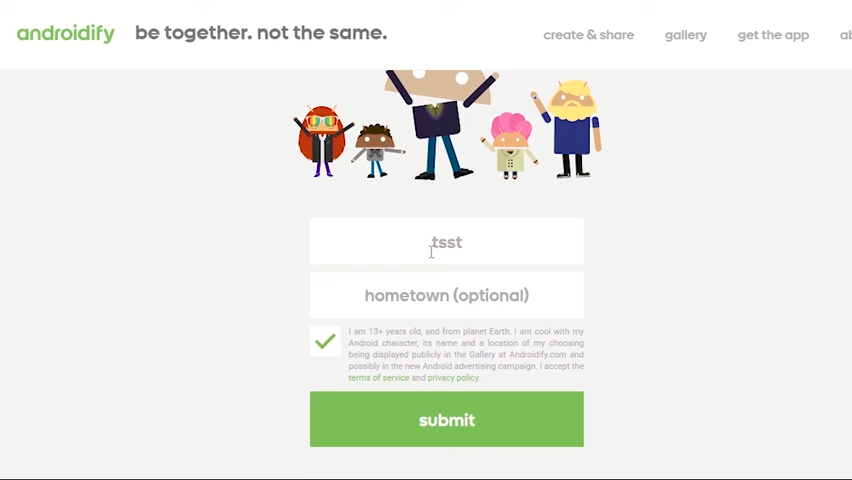 androidify be together. not the same. create & share gallery get the app ab
tsst
hometown (optional)
I am 13+ years old, and from planet Earth. I am cool with my
Android character, its name and a location of my choosing
being displayed publicly in the Gallery at Androidify.com and
possibly in the new Android advertising campaign. I accept the
terms of service and privacy policy.
submit